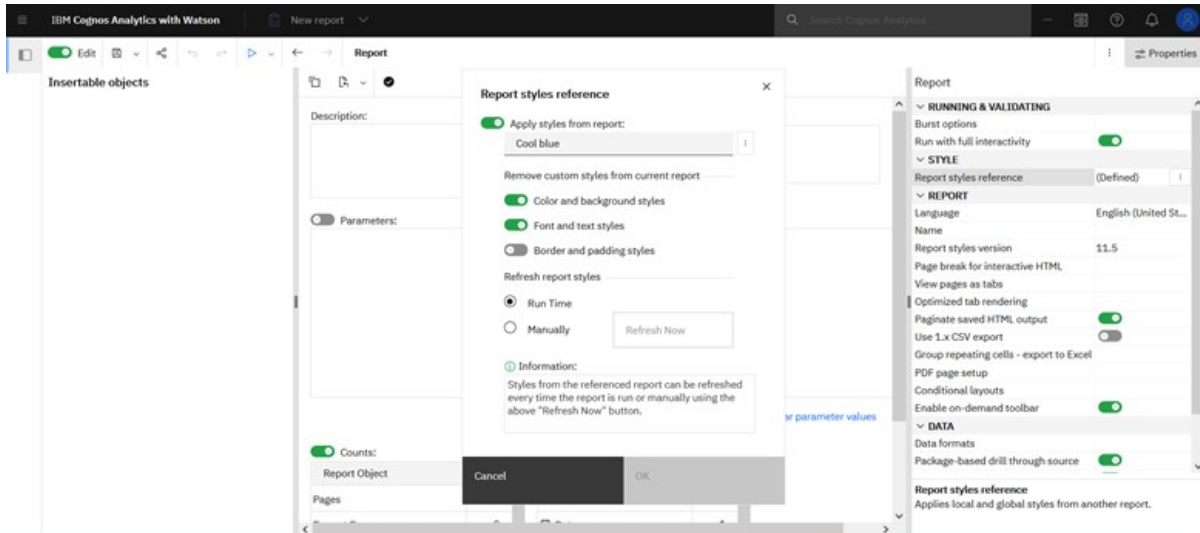 IBM Cognos Analytics with Watson
New report
Search Cognos Analytics
Edit
Report
Properties
Insertable objects
Description:
Parameters:
Counts:
Report Object
Pages
ar parameter values
Report styles reference
Apply styles from report:
Cool blue
Remove custom styles from current report
Color and background styles
Font and text styles
Border and padding styles
Refresh report styles
Run Time
Manually
Refresh Now
Information:
Styles from the referenced report can be refreshed
every time the report is run or manually using the
above "Refresh Now" button.
Cancel
OK
Report
RUNNING & VALIDATING
Burst options
Run with full interactivity
STYLE
Report styles reference (Defined)
REPORT
Language English (United St...
Name
Report styles version 11.5
Page break for interactive HTML
View pages as tabs
Optimized tab rendering
Paginate saved HTML output
Use 1.x CSV export
Group repeating cells - export to Excel
PDF page setup
Conditional layouts
Enable on-demand toolbar
DATA
Data formats
Package-based drill through source
Report styles reference
Applies local and global styles from another report.